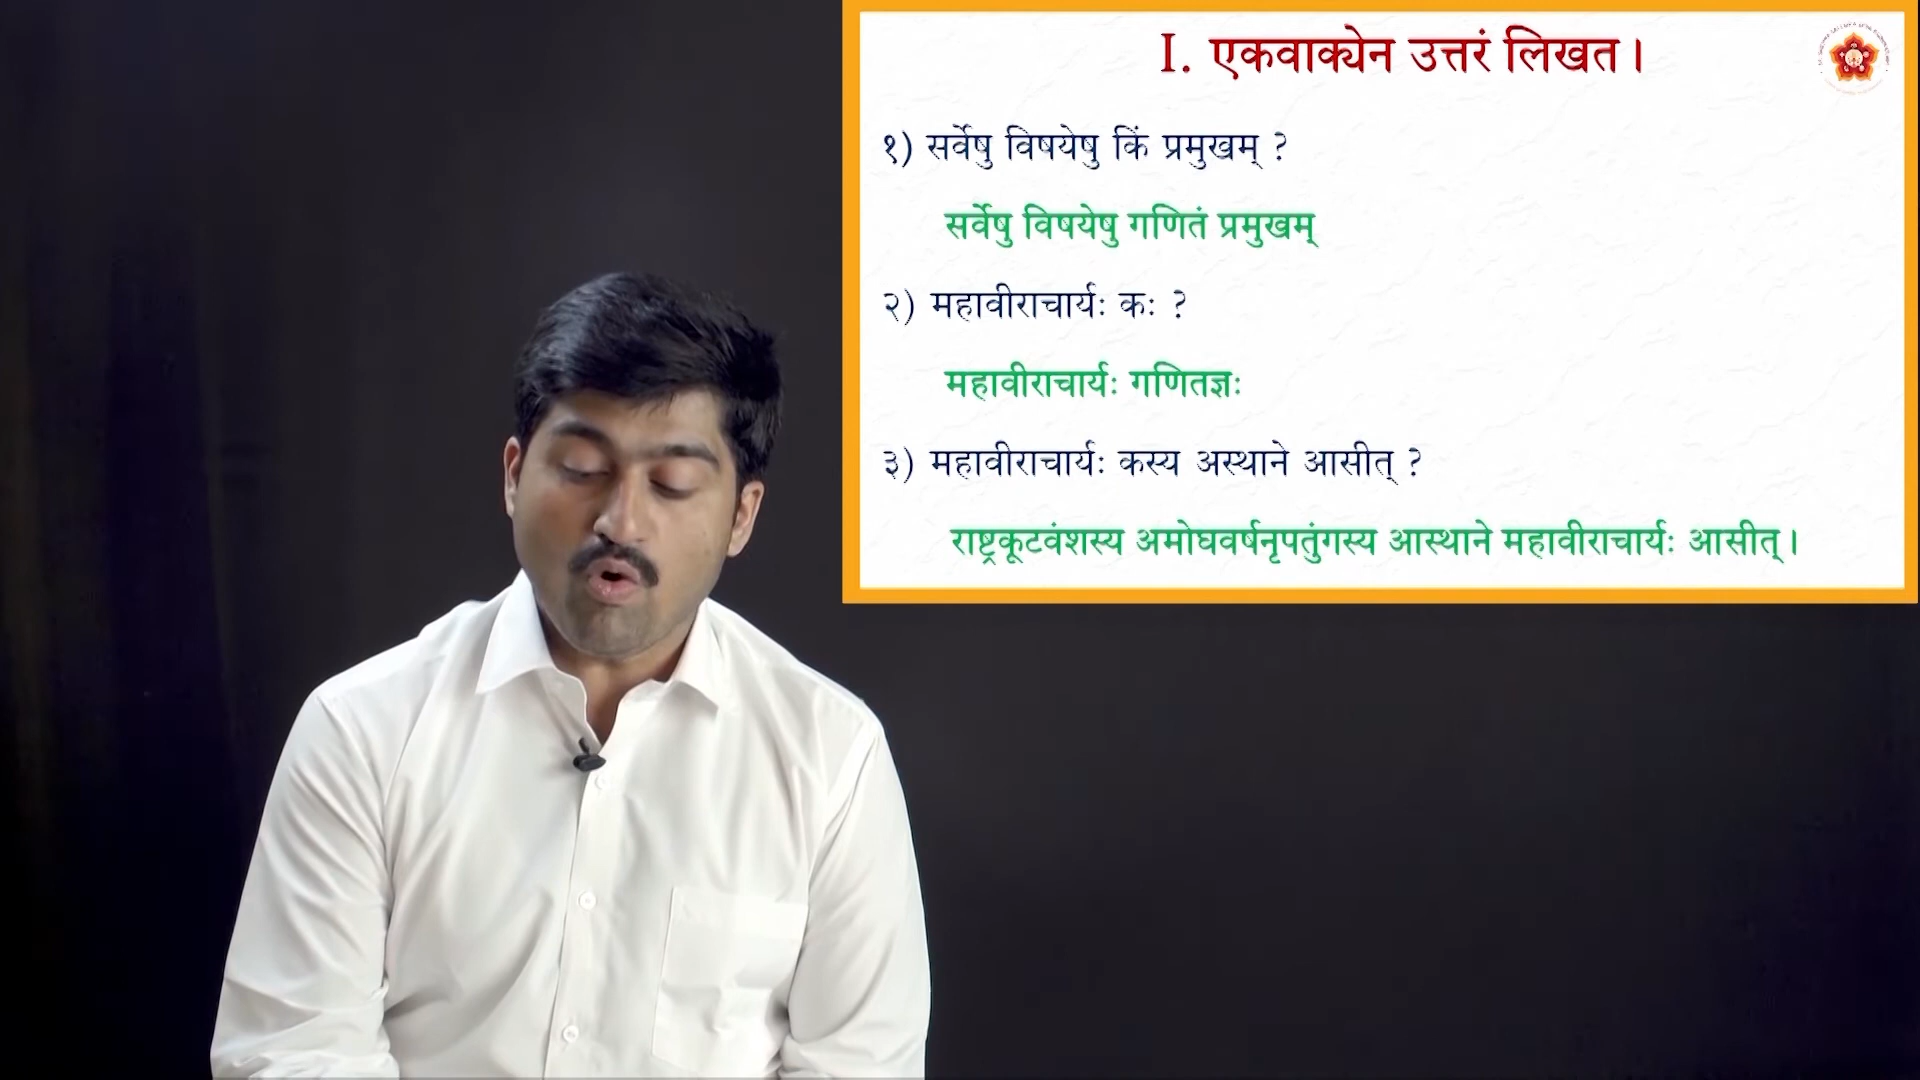 I. एकवाक्येन उत्तरं लिखत।
१) सर्वेषु विषयेषु किं प्रमुखम् ?
सर्वेषु विषयेषु गणितं प्रमुखम्
२) महावीराचार्यः कः ?
महावीराचार्यः गणितज्ञः
३) महावीराचार्यः कस्य अस्थाने आसीत् ?
राष्ट्रकूटवंशस्य अमोघवर्षनृपतुंगस्य आस्थाने महावीराचार्यः आसीत्।